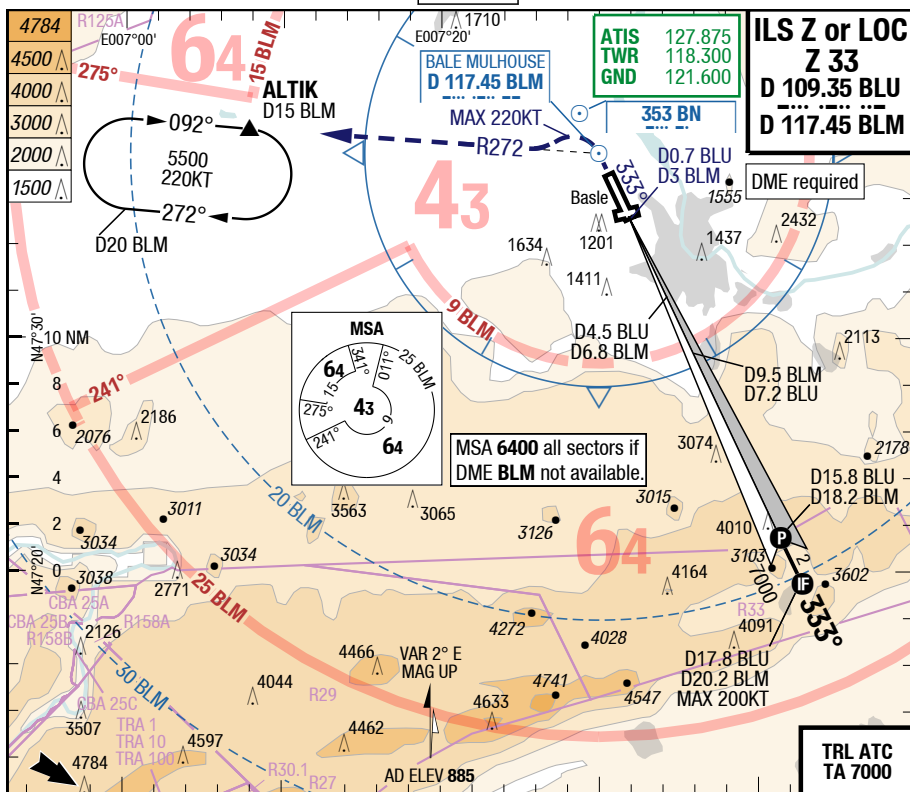 4784
4500
4000
3000
2000
1500
R125A
E007°00'
64
15 BLM
275°
ALTIK
D15 BLM
092°
5500
220KT
272°
D20 BLM
1710
E007°20'
BALE MULHOUSE
D 117.45 BLM
ATIS 127.875
TWR 118.300
GND 121.600
353 BN
ILS Z or LOC
Z 33
D 109.35 BLU
D 117.45 BLM
DME required
MAX 220KT
R272
333°
D0.7 BLU
D3 BLM
1555
Basle
43
1201
1634
1411
1437
2432
N47°30'
10 NM
8
6
4
2
0
N47°20'
9 BLM
241°
D4.5 BLU
D6.8 BLM
D9.5 BLM
D7.2 BLU
2113
MSA
64
341°
011°
25 BLM
15
275°
43
9
241°
64
MSA 6400 all sectors if
DME BLM not available.
2076
2186
3074
2178
20 BLM
3563
3065
3015
3126
64
D15.8 BLU
D18.2 BLM
4010
3103
P
2
7000
IF
3602
333°
3011
3034
3034
3038
2771
25 BLM
4164
R33
4091
D17.8 BLU
D20.2 BLM
MAX 200KT
CBA 25A
CBA 25B
R158A
R158B
2126
4272
4028
4466
VAR 2° E
MAG UP
4741
4547
30 BLM
4044
R29
4633
CBA 25C
3507
TRA 1
TRA 10
TRA 100
4597
4462
4784
R30.1
R27
AD ELEV 885
TRL ATC
TA 7000